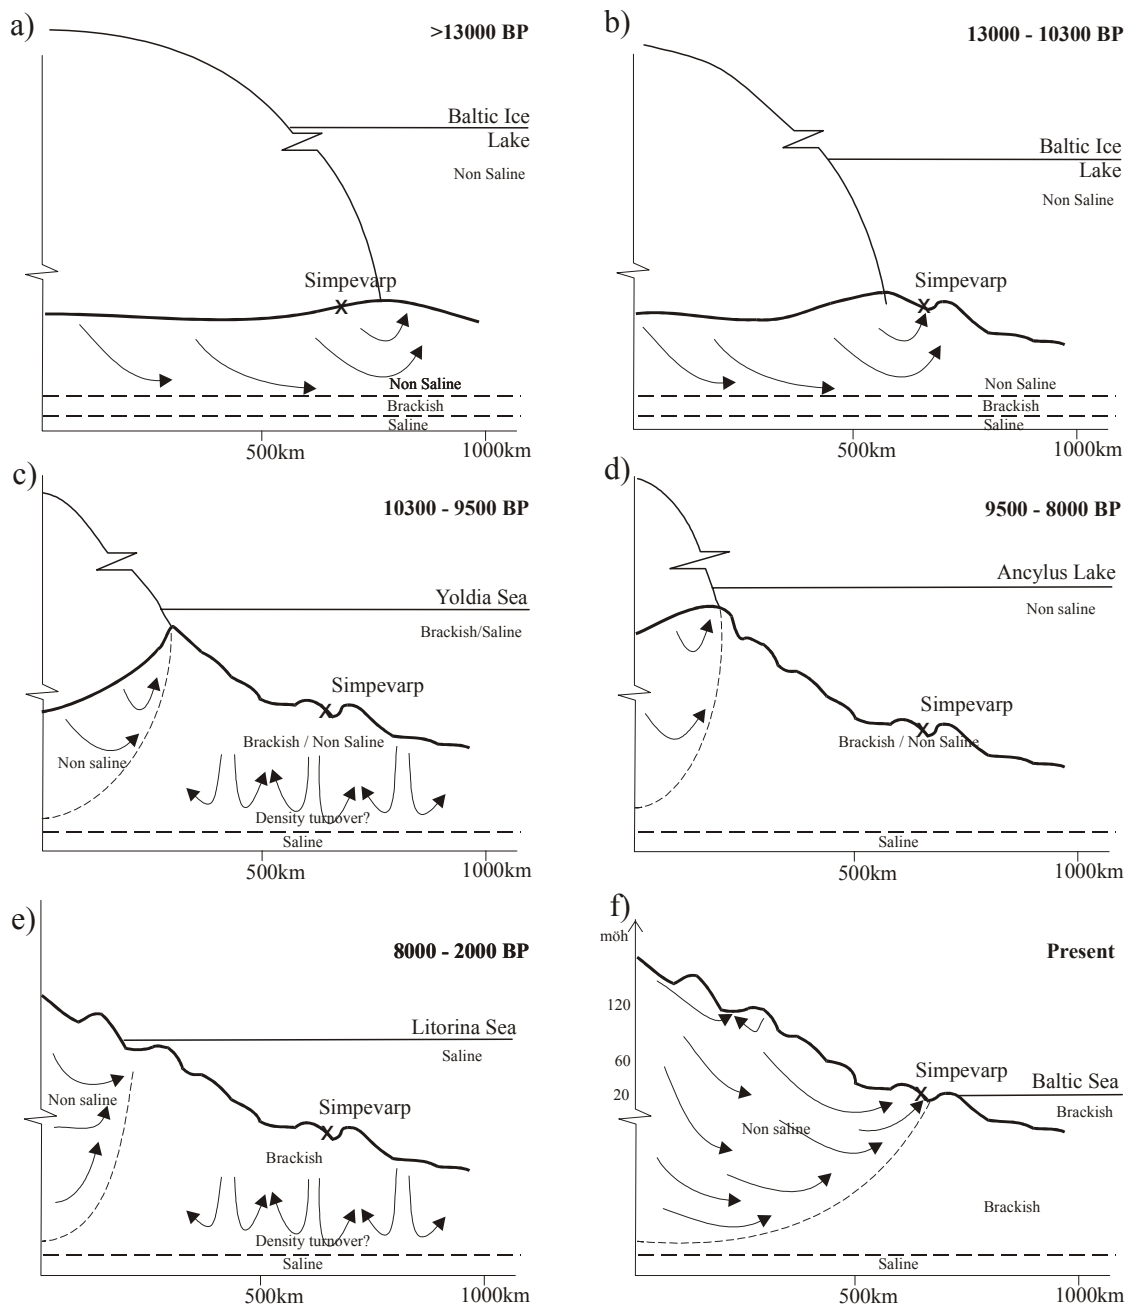 a)
>13000 BP
Baltic Ice
Lake
Non Saline
Simpevarp
X
Non Saline
Brackish
Saline
500km
1000km
b)
13000 - 10300 BP
Baltic Ice
Lake
Non Saline
Simpevarp
X
Non Saline
Brackish
Saline
500km
1000km
c)
10300 - 9500 BP
Yoldia Sea
Brackish/Saline
Simpevarp
X
Brackish / Non Saline
Non saline
Density turnover?
Saline
500km
1000km
d)
9500 - 8000 BP
Ancylus Lake
Non saline
Simpevarp
X
Brackish / Non Saline
Saline
500km
1000km
e)
8000 - 2000 BP
Litorina Sea
Saline
Non saline
Simpevarp
X
Brackish
Density turnover?
Saline
500km
1000km
f)
möh
Present
120
60
20
Simpevarp
X
Baltic Sea
Brackish
Non saline
Brackish
Saline
500km
1000km